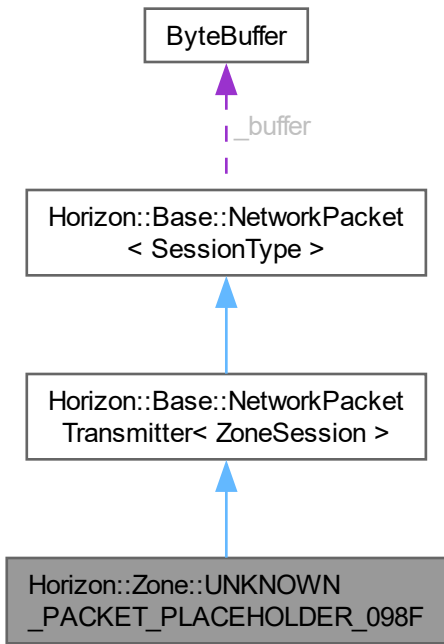 ByteBuffer
_buffer
Horizon::Base::NetworkPacket
< SessionType >
Horizon::Base::NetworkPacket
Transmitter< ZoneSession >
Horizon::Zone::UNKNOWN
_PACKET_PLACEHOLDER_098F